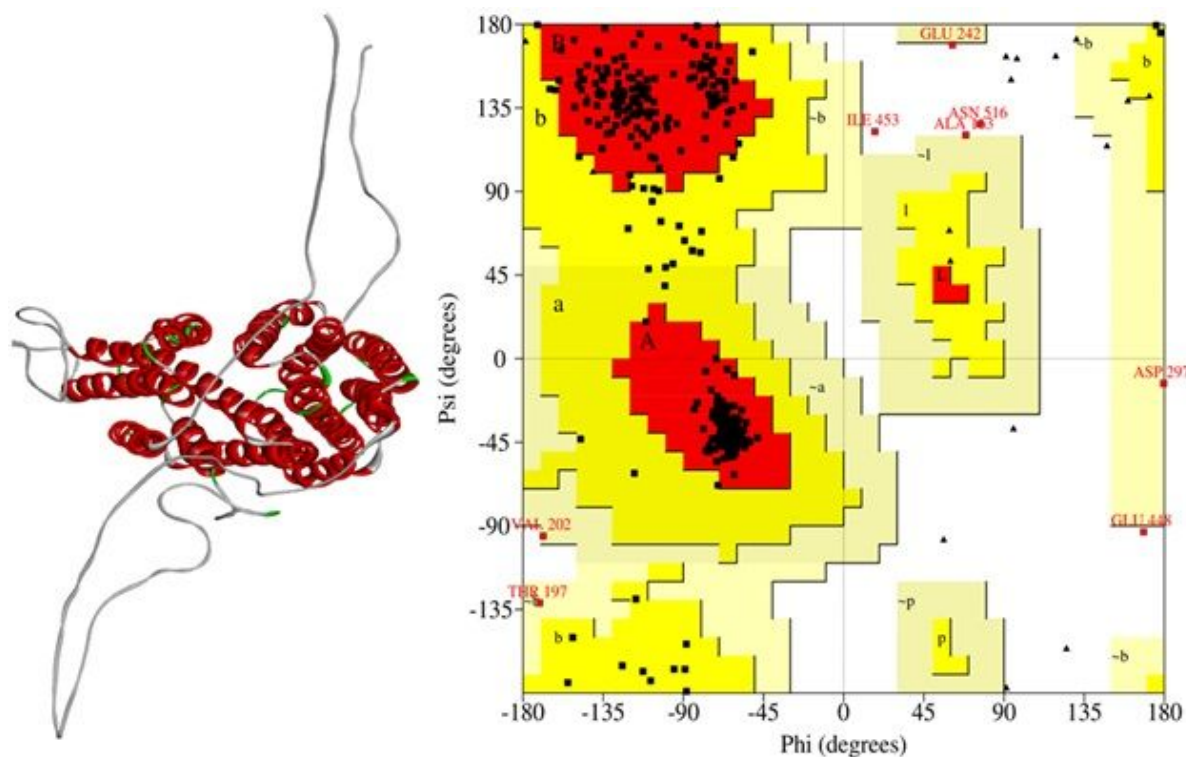 180
135
90
45
0
-45
-90
-135
-180
-135
-90
-45
0
45
90
135
180
Psi (degrees)
Phi (degrees)
B
b
a
A
~b
~a
~l
l
L
~b
b
~p
p
~b
b
GLU 242
ILE 453
ASN 516
ASP 297
VAL 202
GLU 448
THR 197